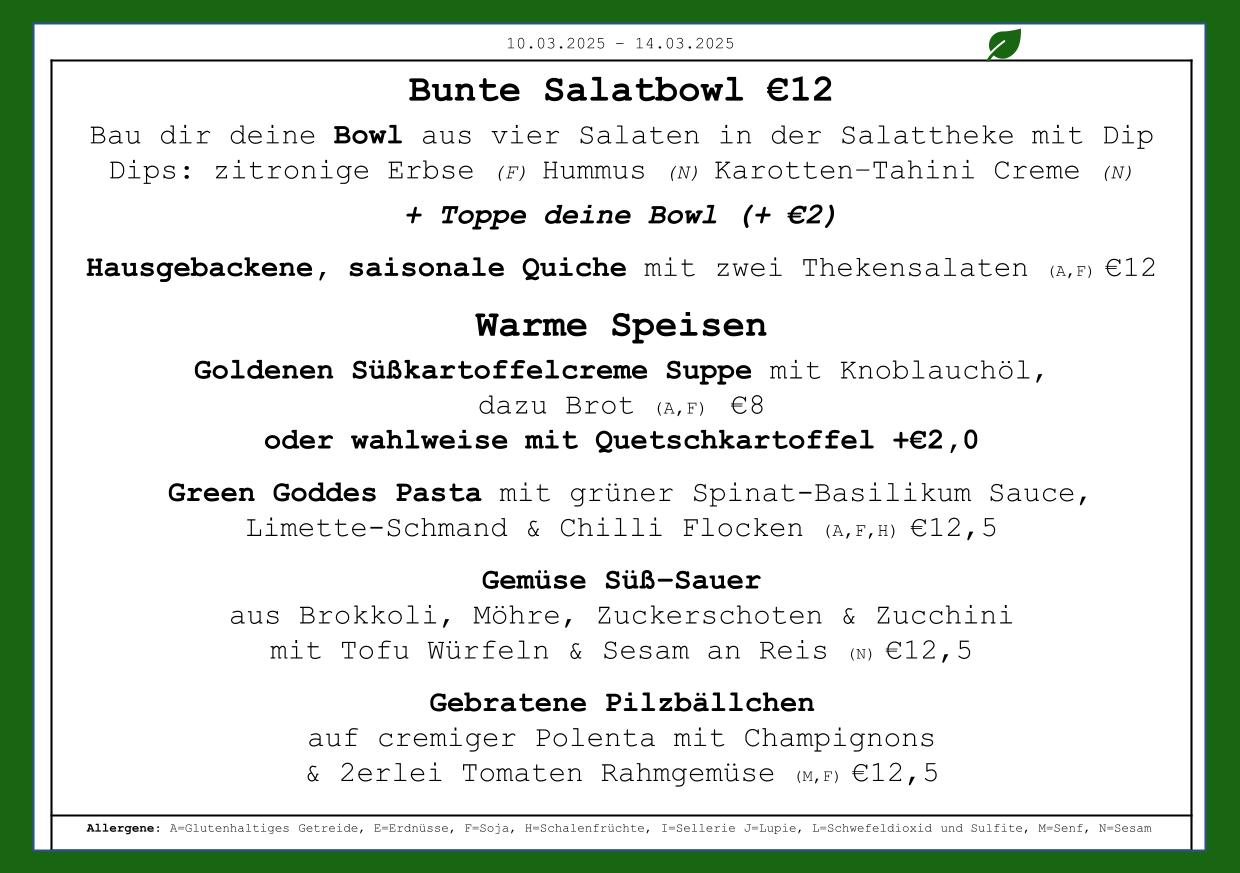 10.03.2025 – 14.03.2025
Bunte Salatbowl €12
Bau dir deine Bowl aus vier Salaten in der Salattheke mit Dip
Dips: zitronige Erbse (F) Hummus (N) Karotten–Tahini Creme (N)
+ Toppe deine Bowl (+ €2)
Hausgebackene, saisonale Quiche mit zwei Thekensalaten (A,F) €12
Warme Speisen
Goldenen Süßkartoffelcreme Suppe mit Knoblauchöl,
dazu Brot (A,F) €8
oder wahlweise mit Quetschkartoffel +€2,0
Green Goddes Pasta mit grüner Spinat-Basilikum Sauce,
Limette-Schmand & Chilli Flocken (A,F,H) €12,5
Gemüse Süß–Sauer
aus Brokkoli, Möhre, Zuckerschoten & Zucchini
mit Tofu Würfeln & Sesam an Reis (N) €12,5
Gebratene Pilzbällchen
auf cremiger Polenta mit Champignons
& 2erlei Tomaten Rahmgemüse (M,F) €12,5
Allergene: A=Glutenhaltiges Getreide, E=Erdnüsse, F=Soja, H=Schalenfrüchte, I=Sellerie J=Lupie, L=Schwefeldioxid und Sulfite, M=Senf, N=Sesam